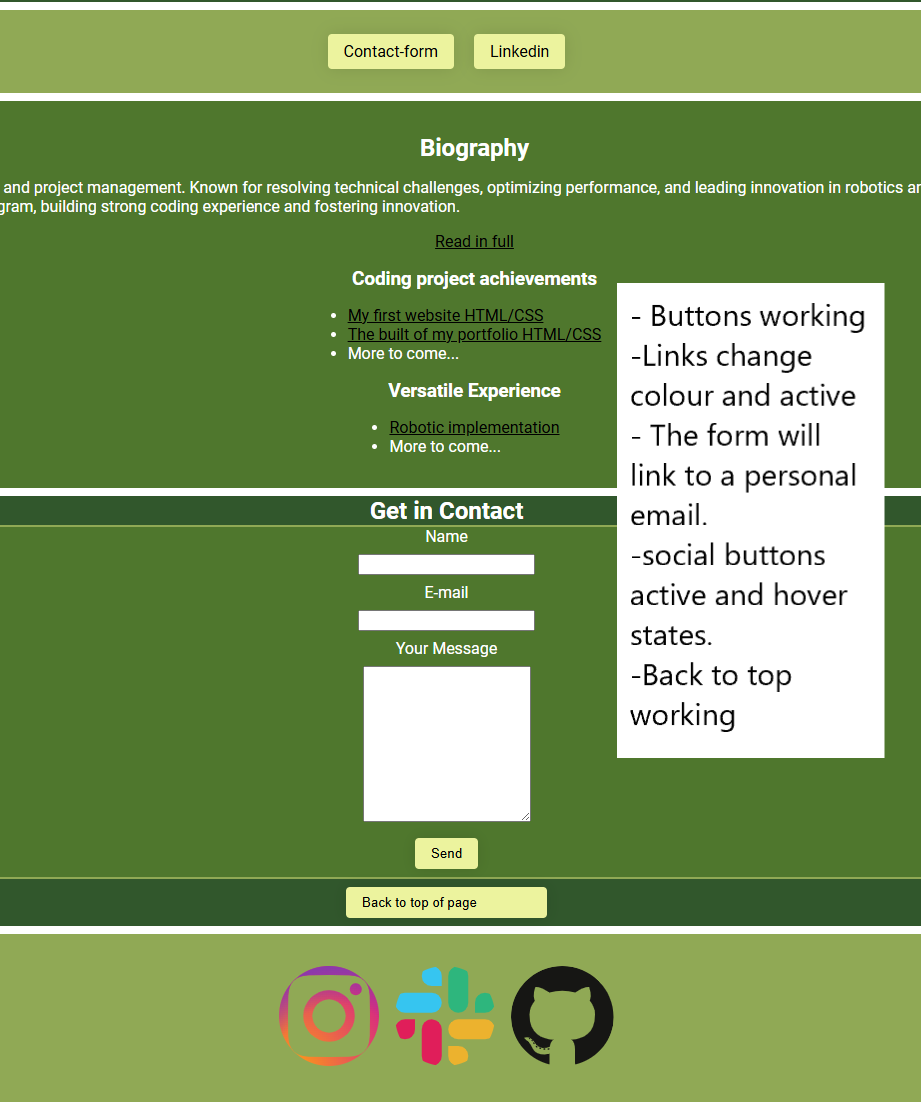 Contact-form Linkedin
Biography
and project management. Known for resolving technical challenges, optimizing performance, and leading innovation in robotics
building strong coding experience and fostering innovation.
Read in full
Coding project achievements
My first website HTML/CSS
The built of my portfolio HTML/CSS
More to come...
Versatile Experience
Robotic implementation
More to come...
- Buttons working
-Links change
colour and active
- The form will
link to a personal
email.
-social buttons
active and hover
states.
-Back to top
working
Get in Contact
Name
E-mail
Your Message
Send
Back to top of page